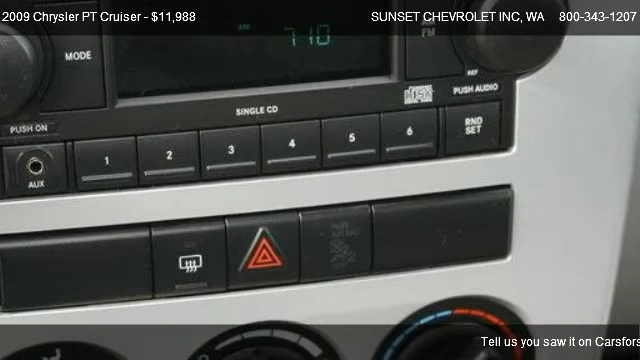 2009 Chrysler PT Cruiser - $11,988
SUNSET CHEVROLET INC, WA 800-343-1207
MODE
AM
710
FM
REF
PUSH AUDIO
SINGLE CD
PUSH ON
AUX
1 2 3 4 5 6
RND
SET
Tell us you saw it on Carsfors